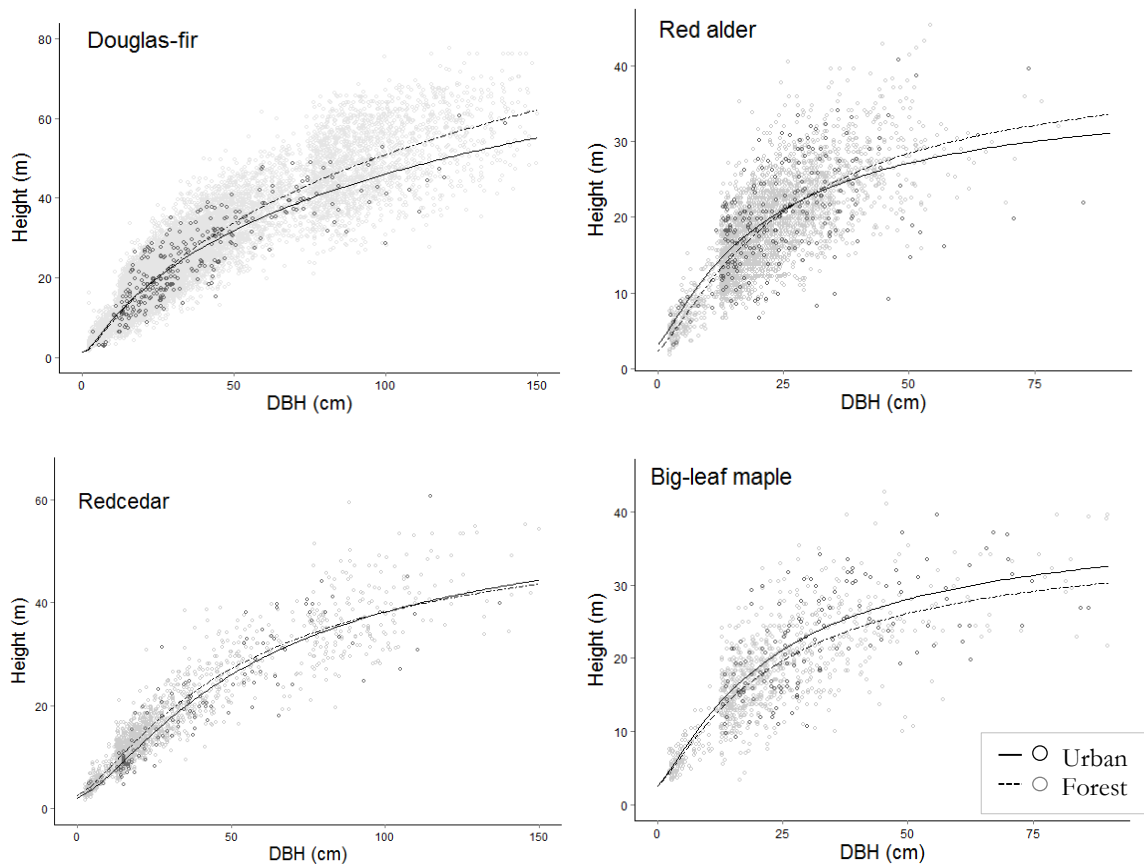 Douglas-fir
Height (m)
80
60
40
20
0
0 50 100 150
DBH (cm)
Red alder
Height (m)
40
30
20
10
0
0 25 50 75
DBH (cm)
Redcedar
Height (m)
60
40
20
0
0 50 100 150
DBH (cm)
Big-leaf maple
Height (m)
40
30
20
10
0
0 25 50 75
DBH (cm)
Urban
Forest